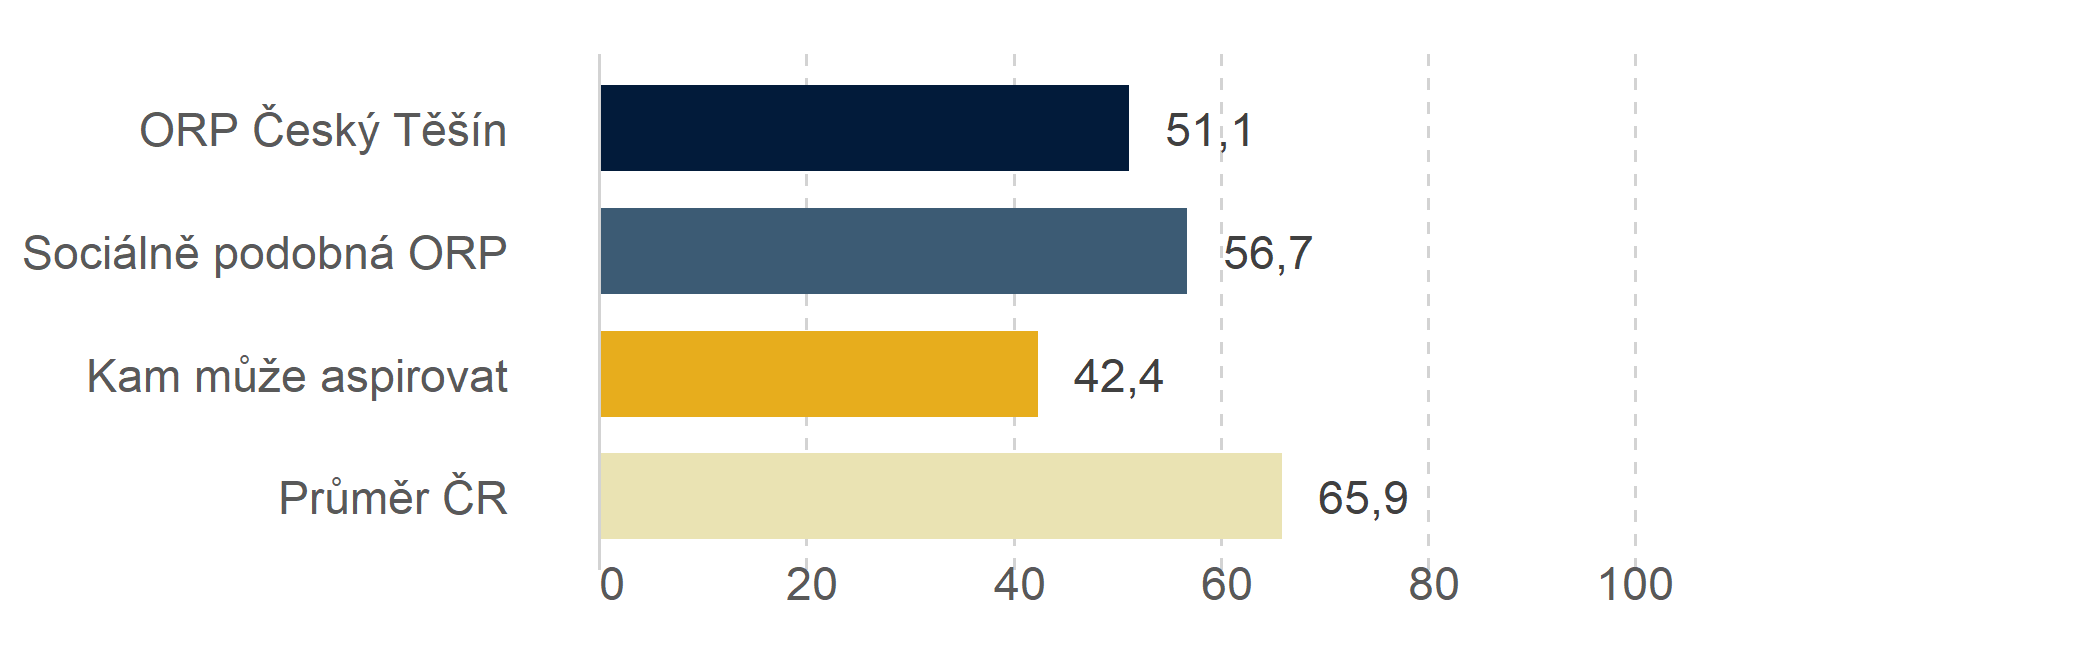 ORP Český Těšín 51,1
Sociálně podobná ORP 56,7
Kam může aspirovat 42,4
Průměr ČR 65,9
0 20 40 60 80 100